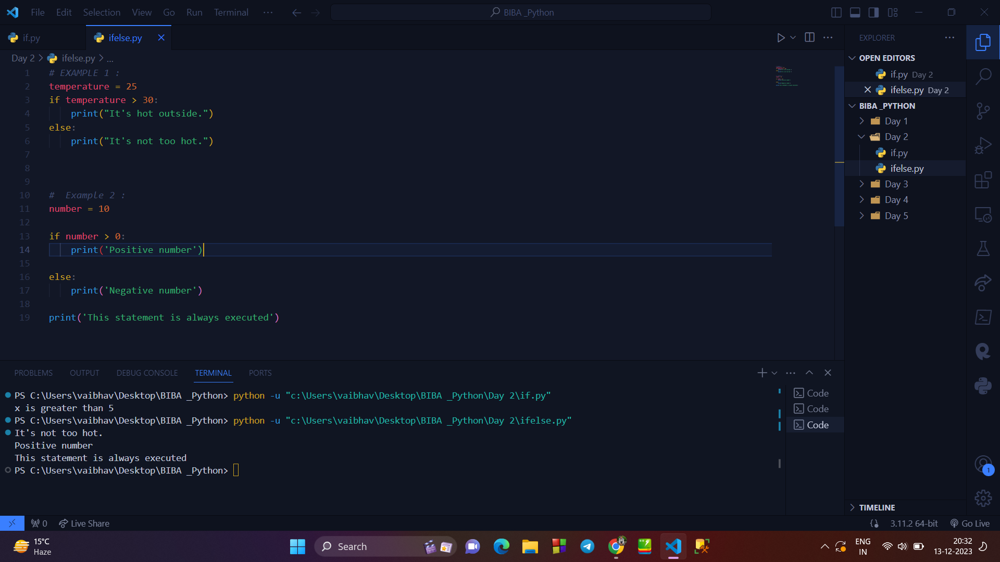 File Edit Selection View Go Run Terminal ··· BIBA _Python
if.py ifelse.py
Day 2 > ifelse.py > ...
1 # EXAMPLE 1 :
2 temperature = 25
3 if temperature > 30:
4 print("It's hot outside.")
5 else:
6 print("It's not too hot.")
7
8
9
10 #  Example 2 :
11 number = 10
12
13 if number > 0:
14 print('Positive number')
15
16 else:
17 print('Negative number')
18
19 print('This statement is always executed')
EXPLORER ···
OPEN EDITORS
if.py Day 2
ifelse.py Day 2
BIBA _PYTHON
Day 1
Day 2
if.py
ifelse.py
Day 3
Day 4
Day 5
TIMELINE
PROBLEMS OUTPUT DEBUG CONSOLE TERMINAL PORTS
PS C:\Users\vaibhav\Desktop\BIBA _Python> python -u "c:\Users\vaibhav\Desktop\BIBA _Python\Day 2\if.py"
x is greater than 5
PS C:\Users\vaibhav\Desktop\BIBA _Python> python -u "c:\Users\vaibhav\Desktop\BIBA _Python\Day 2\ifelse.py"
It's not too hot.
Positive number
This statement is always executed
PS C:\Users\vaibhav\Desktop\BIBA _Python>
Code
Code
Code
1
0 Live Share 3.11.2 64-bit Go Live
15°C
Haze
Search
ENG
IN
20:32
13-12-2023